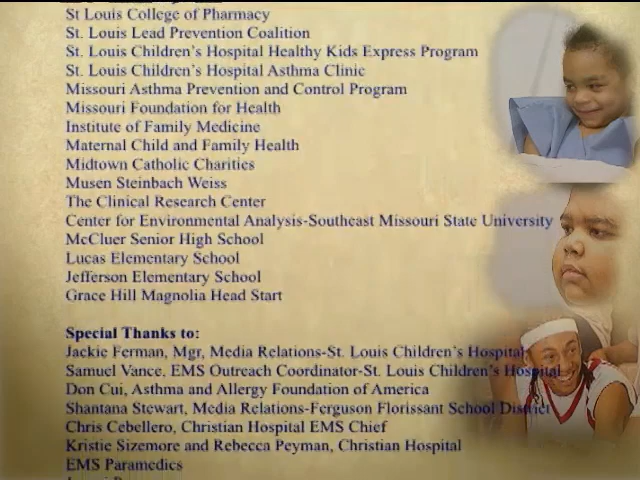 St Louis College of Pharmacy
St. Louis Lead Prevention Coalition
St. Louis Children's Hospital Healthy Kids Express Program
St. Louis Children's Hospital Asthma Clinic
Missouri Asthma Prevention and Control Program
Missouri Foundation for Health
Institute of Family Medicine
Maternal Child and Family Health
Midtown Catholic Charities
Musen Steinbach Weiss
The Clinical Research Center
Center for Environmental Analysis-Southeast Missouri State University
McCluer Senior High School
Lucas Elementary School
Jefferson Elementary School
Grace Hill Magnolia Head Start
Special Thanks to:
Jackie Ferman, Mgr, Media Relations-St. Louis Children's Hospital
Samuel Vance, EMS Outreach Coordinator-St. Louis Children's Hospital
Don Cui, Asthma and Allergy Foundation of America
Shantana Stewart, Media Relations-Ferguson Florissant School District
Chris Cebellero, Christian Hospital EMS Chief
Kristie Sizemore and Rebecca Peyman, Christian Hospital
EMS Paramedics